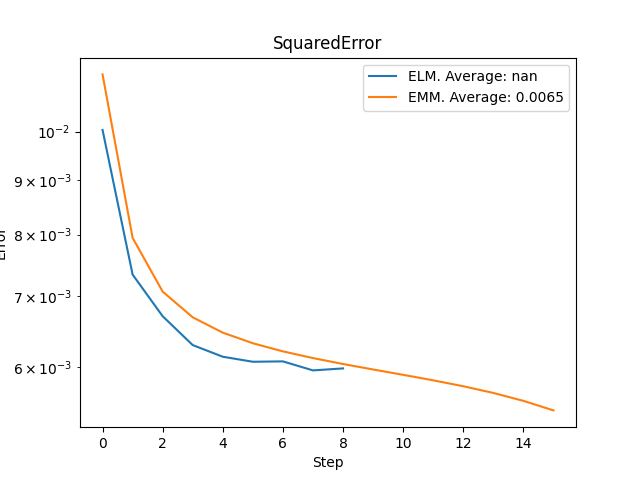 SquaredError
ELM. Average: nan
EMM. Average: 0.0065
10⁻²
9 × 10⁻³
8 × 10⁻³
7 × 10⁻³
6 × 10⁻³
Error
0 2 4 6 8 10 12 14
Step